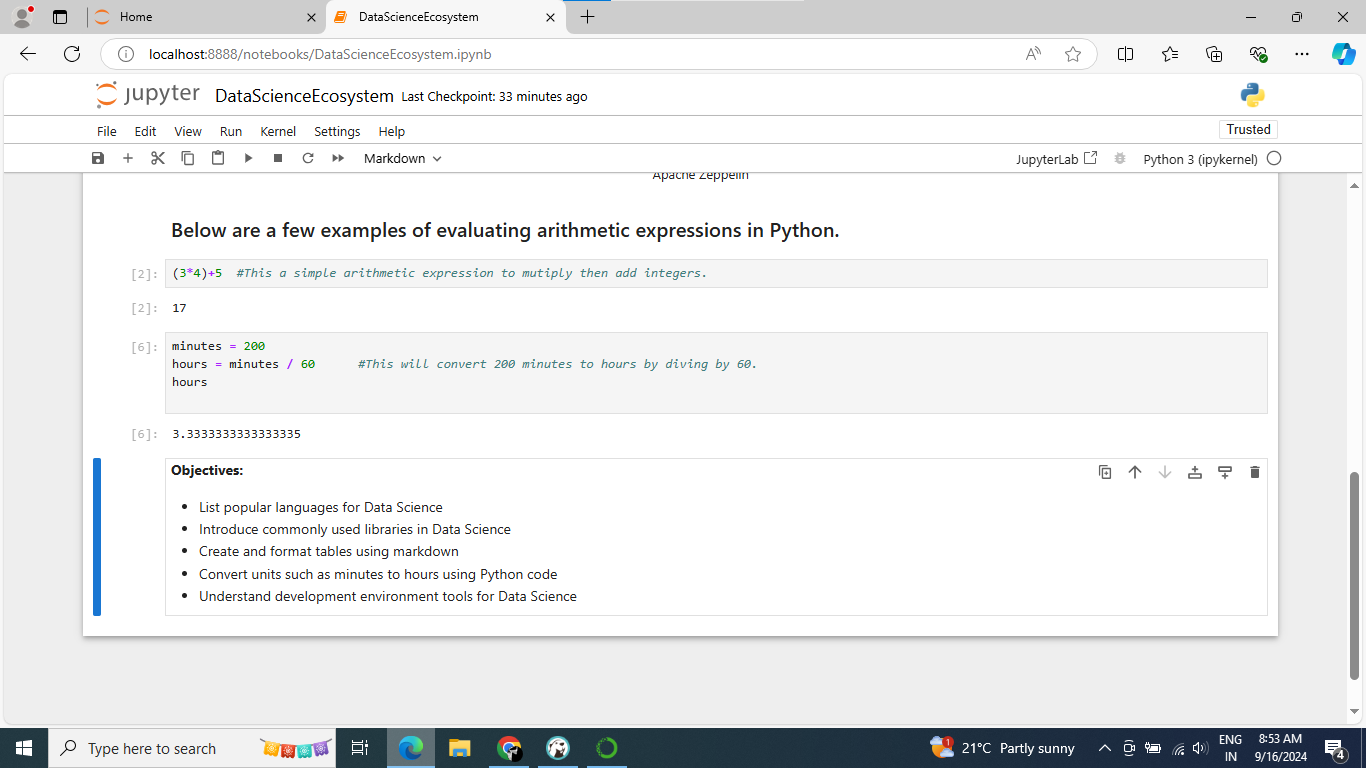 Home
DataScienceEcosystem
localhost:8888/notebooks/DataScienceEcosystem.ipynb
jupyter DataScienceEcosystem Last Checkpoint: 33 minutes ago
File Edit View Run Kernel Settings Help
Trusted
Markdown
JupyterLab Python 3 (ipykernel)
Apache Zeppelin
Below are a few examples of evaluating arithmetic expressions in Python.
[2]: (3*4)+5 #This a simple arithmetic expression to mutiply then add integers.
[2]: 17
[6]: minutes = 200
hours = minutes / 60 #This will convert 200 minutes to hours by diving by 60.
hours
[6]: 3.3333333333333335
Objectives:
• List popular languages for Data Science
• Introduce commonly used libraries in Data Science
• Create and format tables using markdown
• Convert units such as minutes to hours using Python code
• Understand development environment tools for Data Science
Type here to search
1
21°C Partly sunny
ENG
IN
8:53 AM
9/16/2024
4